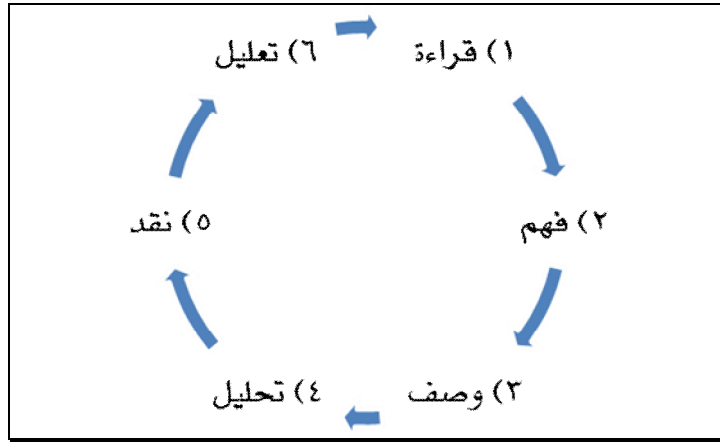 ١) قراءة
٢) فهم
٣) وصف
٤) تحليل
٥) نقد
٦) تعليل